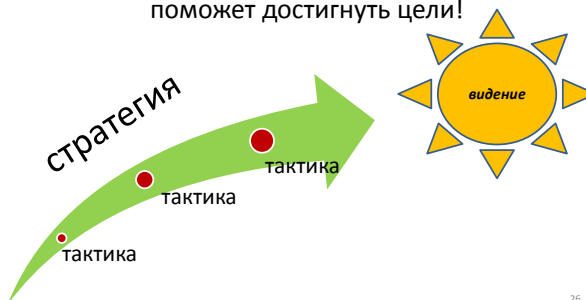 поможет достигнуть цели!
видение
стратегия
тактика
тактика
тактика
26